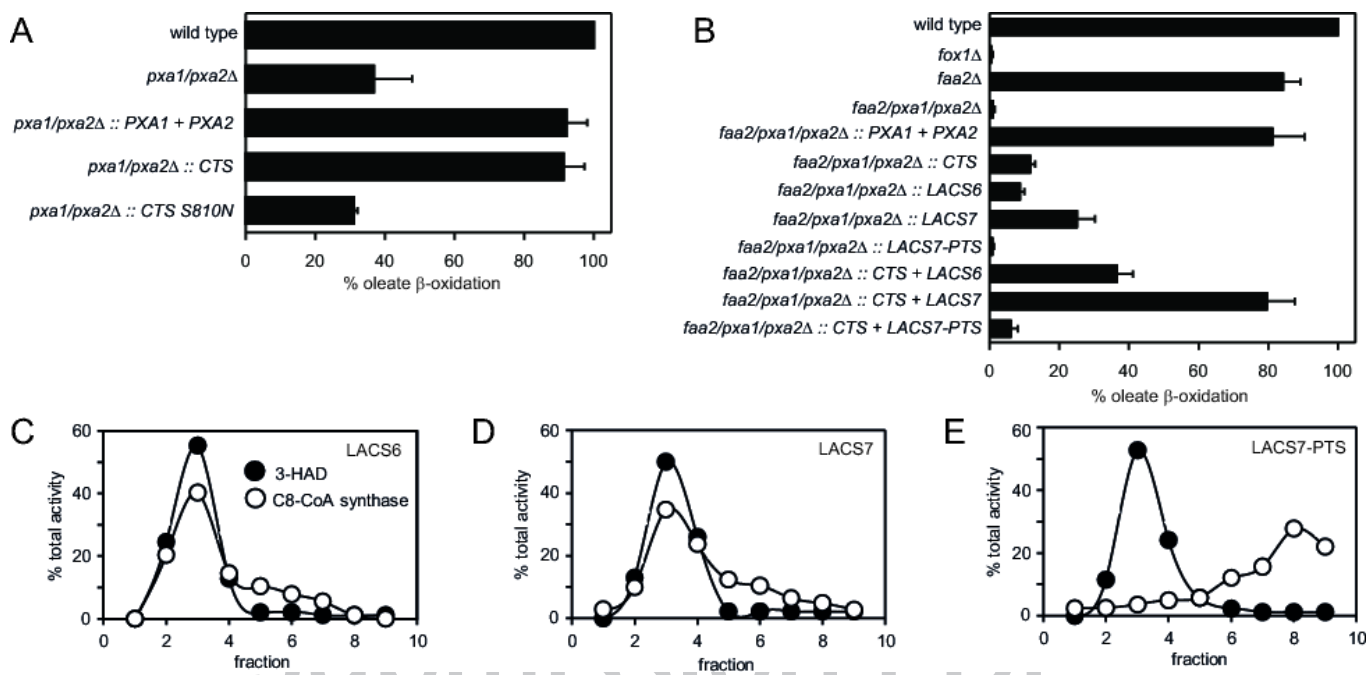 A
wild type
pxa1/pxa2Δ
pxa1/pxa2Δ :: PXA1 + PXA2
pxa1/pxa2Δ :: CTS
pxa1/pxa2Δ :: CTS S810N
0 20 40 60 80 100
% oleate β-oxidation
B
wild type
fox1Δ
faa2Δ
faa2/pxa1/pxa2Δ
faa2/pxa1/pxa2Δ :: PXA1 + PXA2
faa2/pxa1/pxa2Δ :: CTS
faa2/pxa1/pxa2Δ :: LACS6
faa2/pxa1/pxa2Δ :: LACS7
faa2/pxa1/pxa2Δ :: LACS7-PTS
faa2/pxa1/pxa2Δ :: CTS + LACS6
faa2/pxa1/pxa2Δ :: CTS + LACS7
faa2/pxa1/pxa2Δ :: CTS + LACS7-PTS
0 20 40 60 80 100
% oleate β-oxidation
C
LACS6
3-HAD
C8-CoA synthase
% total activity
60
40
20
0
0 2 4 6 8 10
fraction
D
LACS7
% total activity
60
40
20
0
0 2 4 6 8 10
fraction
E
LACS7-PTS
% total activity
60
40
20
0
0 2 4 6 8 10
fraction